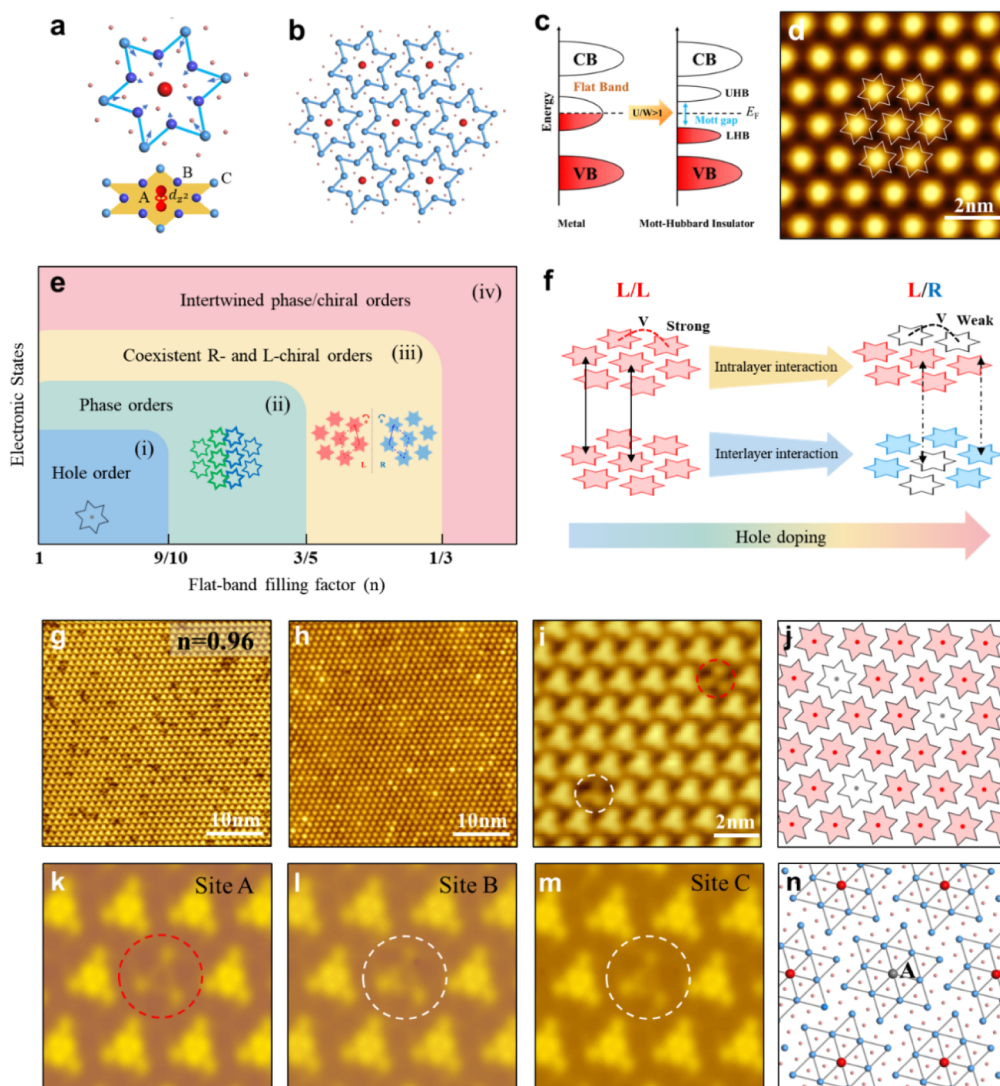 a
A
B
C
d_{z²}
b
c
Energy
CB
Flat Band
VB
Metal
U/W>1
CB
UHB
E_F
Mott gap
LHB
VB
Mott-Hubbard Insulator
d
2nm
e
Electronic States
Intertwined phase/chiral orders
(iv)
Coexistent R- and L-chiral orders
(iii)
Phase orders
(ii)
(i)
Hole order
L
R
1
9/10
3/5
1/3
Flat-band filling factor (n)
f
L/L
L/R
V
Strong
V
Weak
Intralayer interaction
Interlayer interaction
Hole doping
g
n=0.96
10nm
h
10nm
i
2nm
j
k
Site A
l
Site B
m
Site C
n
A